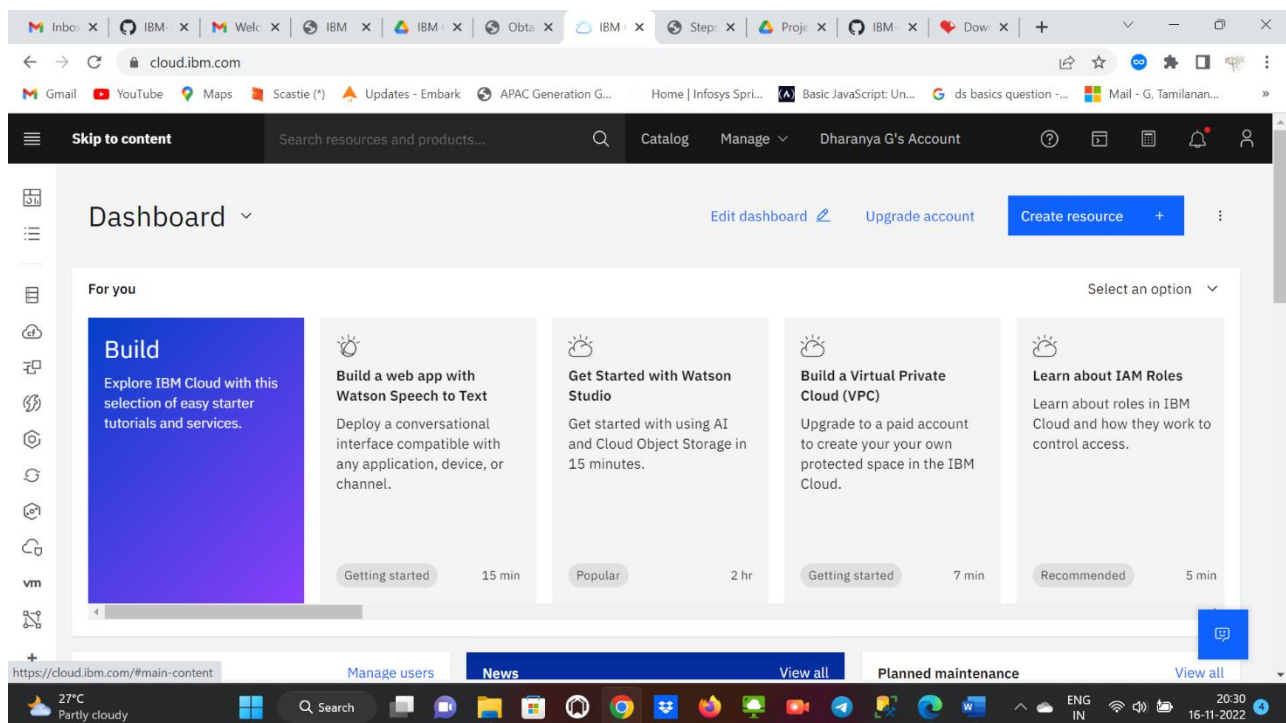 Inbo
IBM-
Welc
IBM
IBM (
Obta
IBM (
Steps
Proje
IBM-
Dow
cloud.ibm.com
Gmail
YouTube
Maps
Scastie (*)
Updates - Embark
APAC Generation G...
Home | Infosys Spri...
Basic JavaScript: Un...
ds basics question -...
Mail - G, Tamilanan...
»
Skip to content
Search resources and products...
Catalog
Manage
Dharanya G's Account
Dashboard
Edit dashboard
Upgrade account
Create resource +
For you
Select an option
Build
Explore IBM Cloud with this
selection of easy starter
tutorials and services.
Build a web app with
Watson Speech to Text
Deploy a conversational
interface compatible with
any application, device, or
channel.
Getting started
15 min
Get Started with Watson
Studio
Get started with using AI
and Cloud Object Storage in
15 minutes.
Popular
2 hr
Build a Virtual Private
Cloud (VPC)
Upgrade to a paid account
to create your your own
protected space in the IBM
Cloud.
Getting started
7 min
Learn about IAM Roles
Learn about roles in IBM
Cloud and how they work to
control access.
Recommended
5 min
vm
https://cloud.ibm.com/#main-content
Manage users
News
View all
Planned maintenance
View all
27°C
Partly cloudy
Search
ENG
IN
20:30
16-11-2022
4